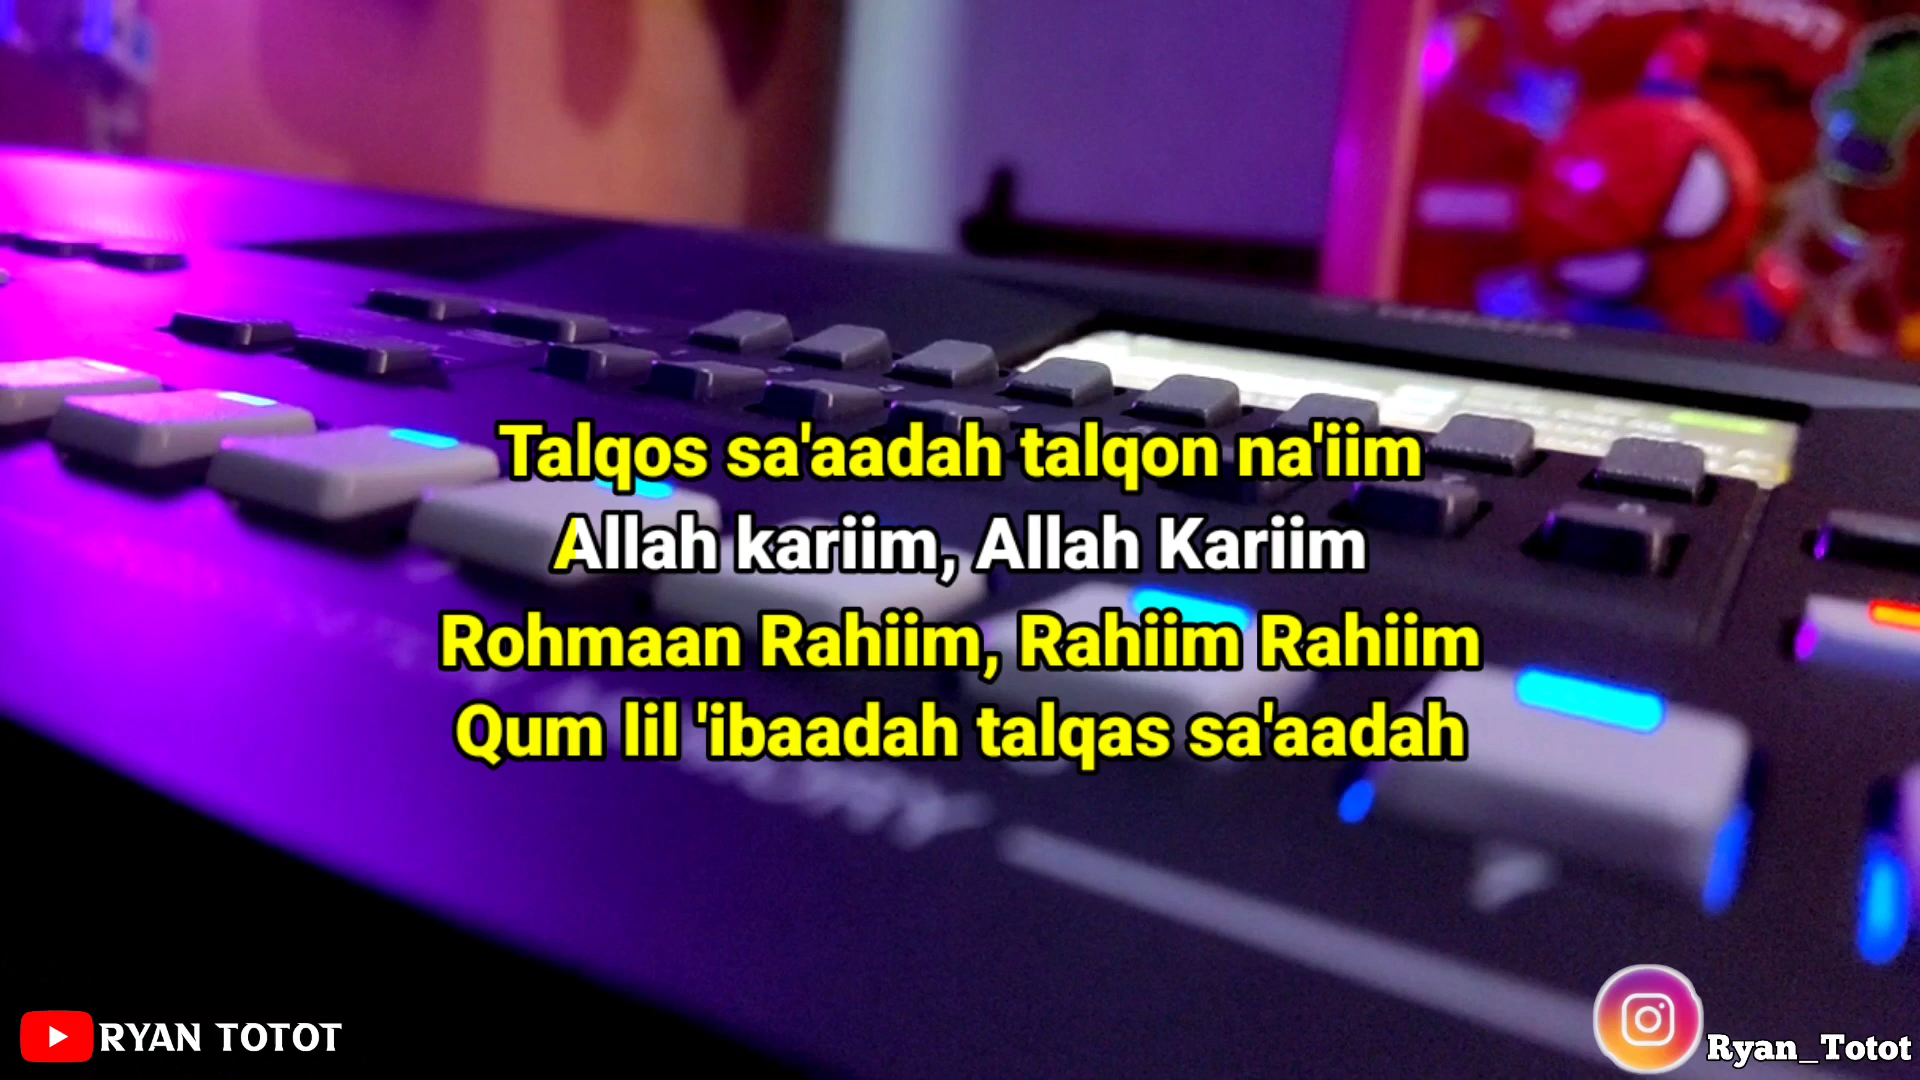 Talqos sa'aadah talqon na'iim
Allah kariim, Allah Kariim
Rohmaan Rahiim, Rahiim Rahiim
Qum lil 'ibaadah talqas sa'aadah
RYAN TOTOT
Ryan_Totot